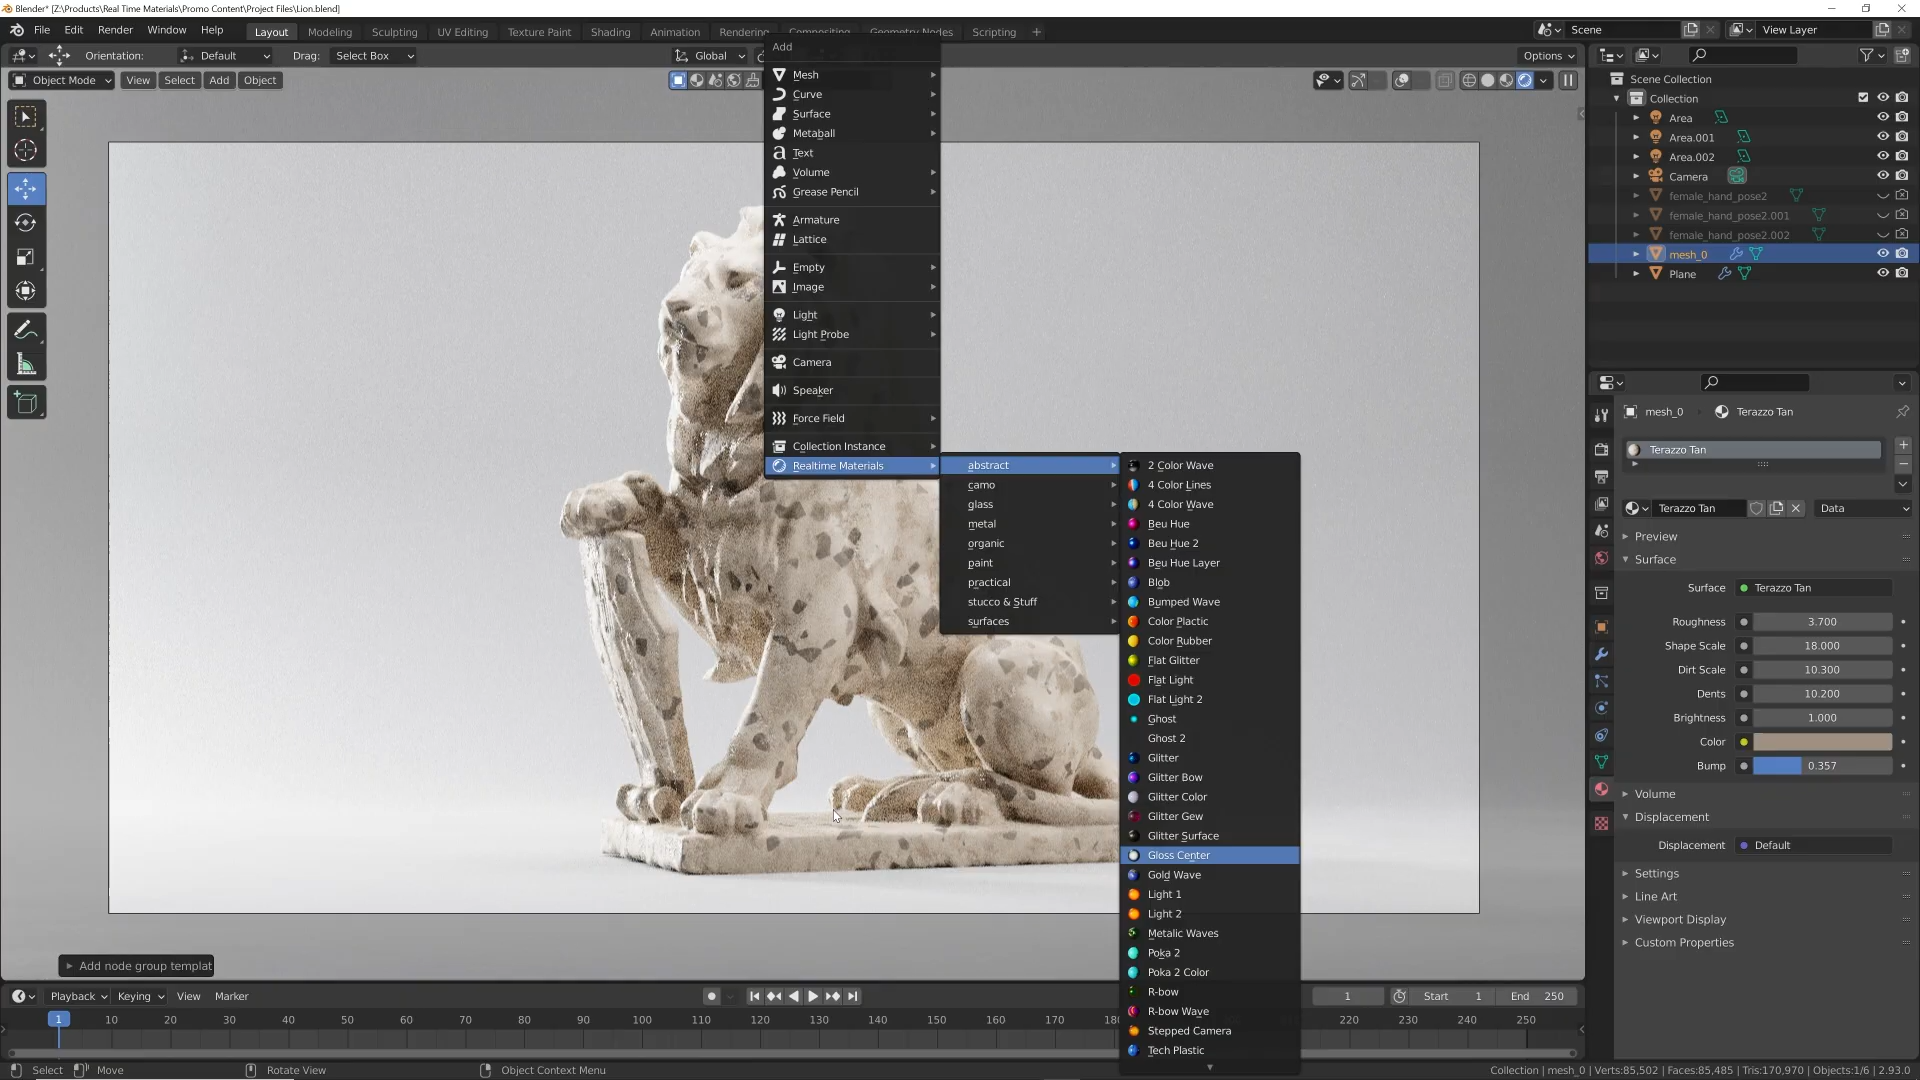 Blender* [Z:\Products\Real Time Materials\Promo Content\Project Files\Lion.blend]
File Edit Render Window Help Layout Modeling Sculpting UV Editing Texture Paint Shading Animation Rendering Compositing Geometry Nodes Scripting + Scene View Layer
Orientation: Default Drag: Select Box Global Options
Object Mode View Select Add Object
Add
Mesh
Curve
Surface
Metaball
Text
Volume
Grease Pencil
Armature
Lattice
Empty
Image
Light
Light Probe
Camera
Speaker
Force Field
Collection Instance
Realtime Materials
abstract
camo
glass
metal
organic
paint
practical
stucco & Stuff
surfaces
2 Color Wave
4 Color Lines
4 Color Wave
Beu Hue
Beu Hue 2
Beu Hue Layer
Blob
Bumped Wave
Color Plactic
Color Rubber
Flat Glitter
Flat Light
Flat Light 2
Ghost
Ghost 2
Glitter
Glitter Bow
Glitter Color
Glitter Gew
Glitter Surface
Gloss Center
Gold Wave
Light 1
Light 2
Metalic Waves
Poka 2
Poka 2 Color
R-bow
R-bow Wave
Stepped Camera
Tech Plastic
Scene Collection
Collection
Area
Area.001
Area.002
Camera
female_hand_pose2
female_hand_pose2.001
female_hand_pose2.002
mesh_0
Plane
mesh_0 Terazzo Tan
Terazzo Tan
Terazzo Tan Data
Preview
Surface
Surface Terazzo Tan
Roughness 3.700
Shape Scale 18.000
Dirt Scale 10.300
Dents 10.200
Brightness 1.000
Color
Bump 0.357
Volume
Displacement
Displacement Default
Settings
Line Art
Viewport Display
Custom Properties
Add node group templat
Playback Keying View Marker 1 Start 1 End 250
1 10 20 30 40 50 60 70 80 90 100 110 120 130 140 150 160 170 220 230 240 250
Select Move Rotate View Object Context Menu Collection | mesh_0 | Verts:85,502 | Faces:85,485 | Tris:170,970 | Objects:1/6 | 2.93.0